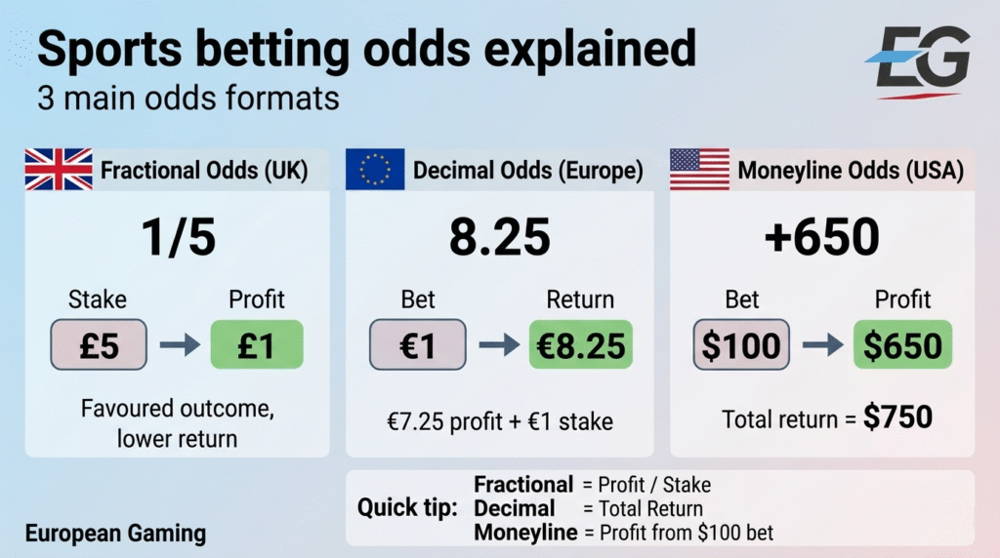 Sports betting odds explained
3 main odds formats
EG
Fractional Odds (UK)
1/5
Stake
Profit
£5
£1
Favoured outcome,
lower return
Decimal Odds (Europe)
8.25
Bet
Return
€1
€8.25
€7.25 profit + €1 stake
Moneyline Odds (USA)
+650
Bet
Profit
$100
$650
Total return = $750
Quick tip:
Fractional = Profit / Stake
Decimal = Total Return
Moneyline = Profit from $100 bet
European Gaming